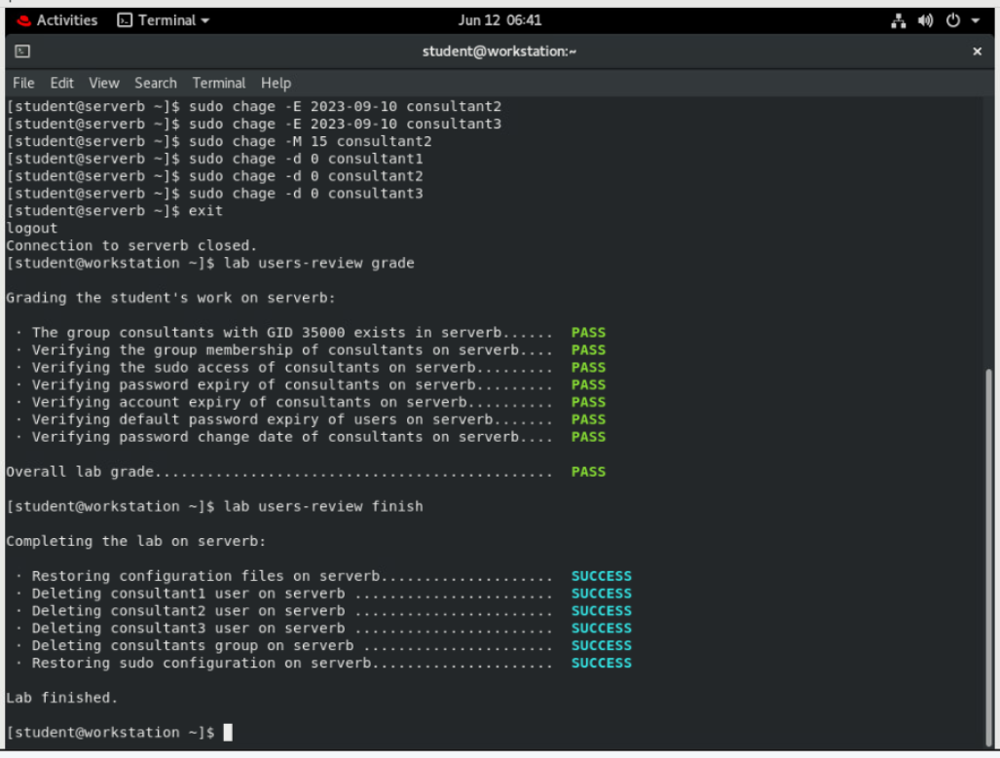 Activities Terminal Jun 12 06:41
student@workstation:~
File Edit View Search Terminal Help
[student@serverb ~]$ sudo chage -E 2023-09-10 consultant2
[student@serverb ~]$ sudo chage -E 2023-09-10 consultant3
[student@serverb ~]$ sudo chage -M 15 consultant2
[student@serverb ~]$ sudo chage -d 0 consultant1
[student@serverb ~]$ sudo chage -d 0 consultant2
[student@serverb ~]$ sudo chage -d 0 consultant3
[student@serverb ~]$ exit
logout
Connection to serverb closed.
[student@workstation ~]$ lab users-review grade
Grading the student's work on serverb:
· The group consultants with GID 35000 exists in serverb...... PASS
· Verifying the group membership of consultants on serverb.... PASS
· Verifying the sudo access of consultants on serverb......... PASS
· Verifying password expiry of consultants on serverb......... PASS
· Verifying account expiry of consultants on serverb.......... PASS
· Verifying default password expiry of users on serverb....... PASS
· Verifying password change date of consultants on serverb.... PASS
Overall lab grade.............................................. PASS
[student@workstation ~]$ lab users-review finish
Completing the lab on serverb:
· Restoring configuration files on serverb.................... SUCCESS
· Deleting consultant1 user on serverb ....................... SUCCESS
· Deleting consultant2 user on serverb ....................... SUCCESS
· Deleting consultant3 user on serverb ....................... SUCCESS
· Deleting consultants group on serverb ...................... SUCCESS
· Restoring sudo configuration on serverb..................... SUCCESS
Lab finished.
[student@workstation ~]$